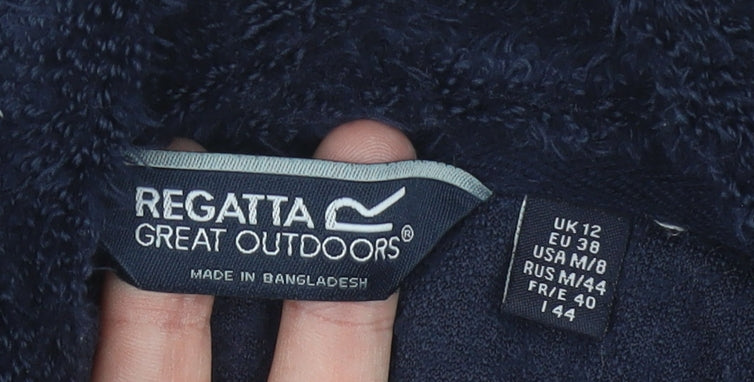 REGATTA
GREAT OUTDOORS®
MADE IN BANGLADESH
UK 12
EU 38
USA M/8
RUS M/44
FR/E 40
I 44